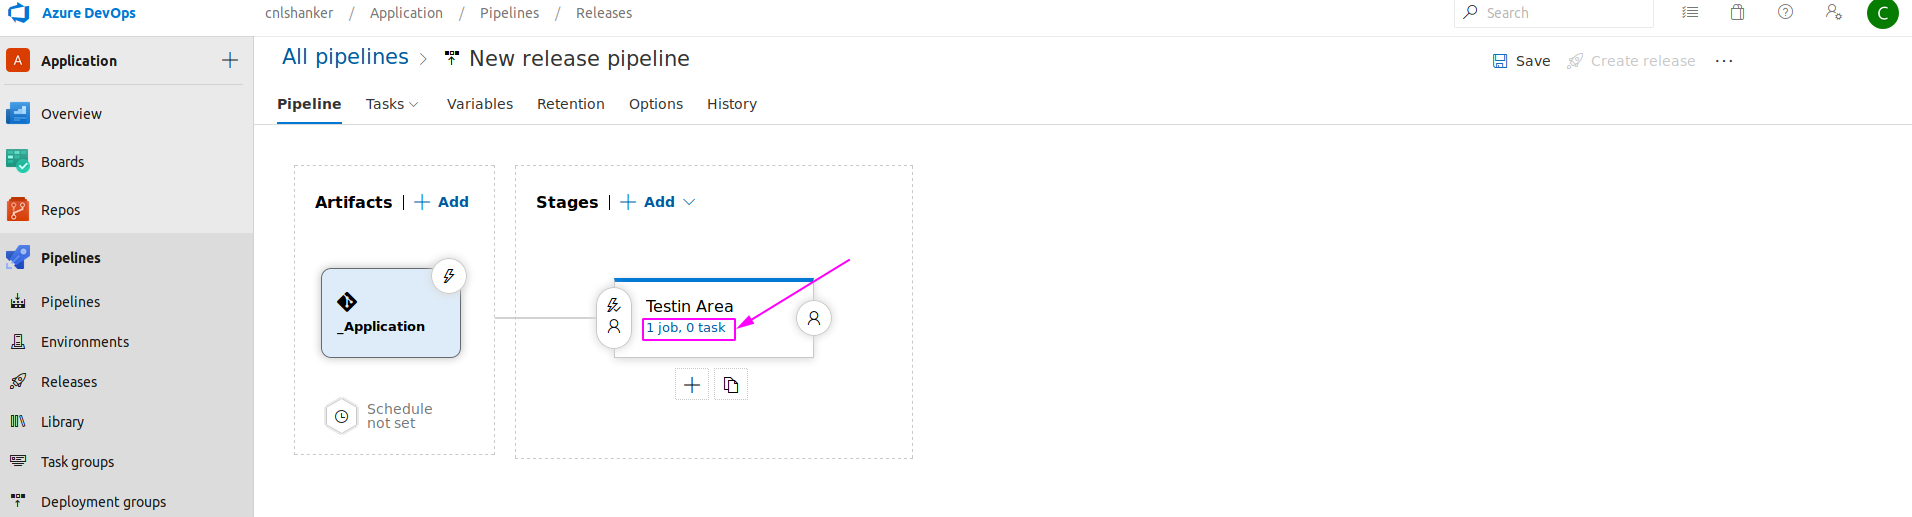 Azure DevOps
cnlshanker / Application / Pipelines / Releases
Search
C
A Application
Overview
Boards
Repos
Pipelines
Pipelines
Environments
Releases
Library
Task groups
Deployment groups
All pipelines > New release pipeline
Save Create release ...
Pipeline Tasks Variables Retention Options History
Artifacts | + Add
_Application
Schedule
not set
Stages | + Add
Testin Area
1 job, 0 task